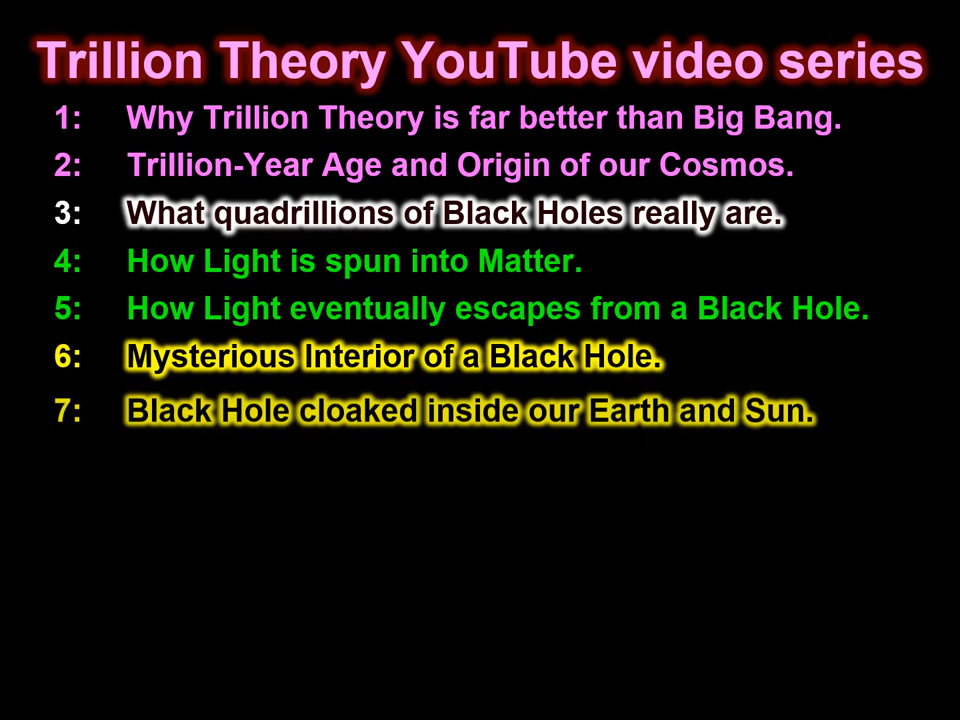 Trillion Theory YouTube video series
1: Why Trillion Theory is far better than Big Bang.
2: Trillion-Year Age and Origin of our Cosmos.
3: What quadrillions of Black Holes really are.
4: How Light is spun into Matter.
5: How Light eventually escapes from a Black Hole.
6: Mysterious Interior of a Black Hole.
7: Black Hole cloaked inside our Earth and Sun.